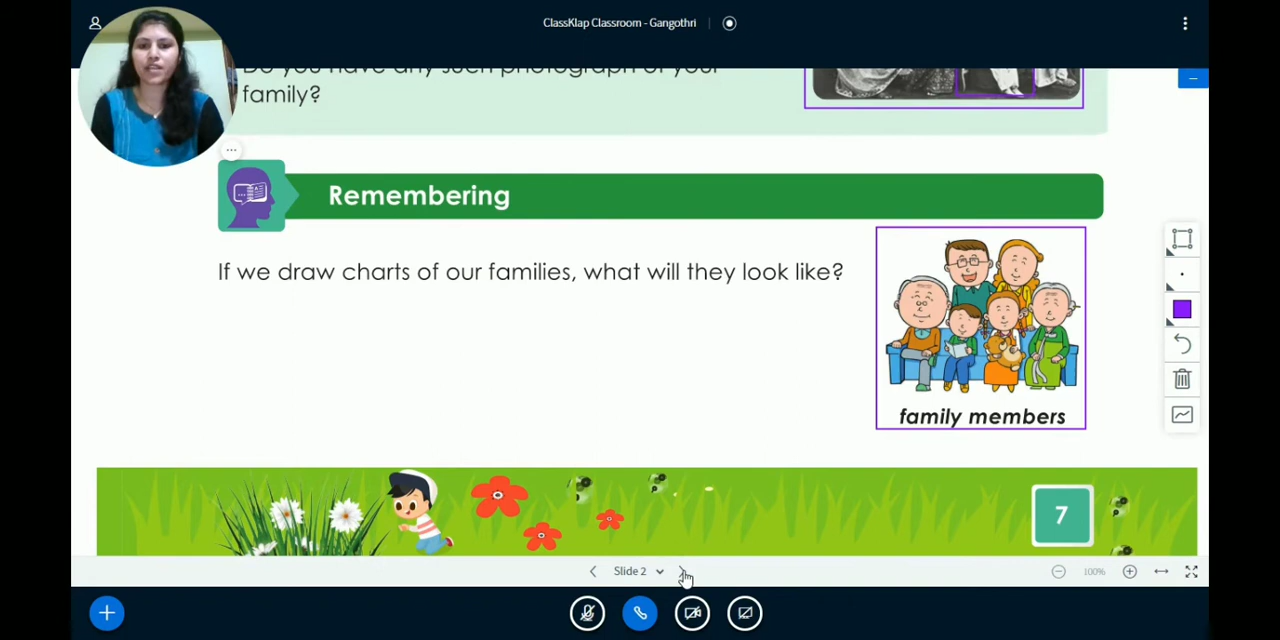 ClassKlap Classroom - Gangothri
Do you have any such photograph of your
family?
Remembering
If we draw charts of our families, what will they look like?
family members
7
Slide 2
100%